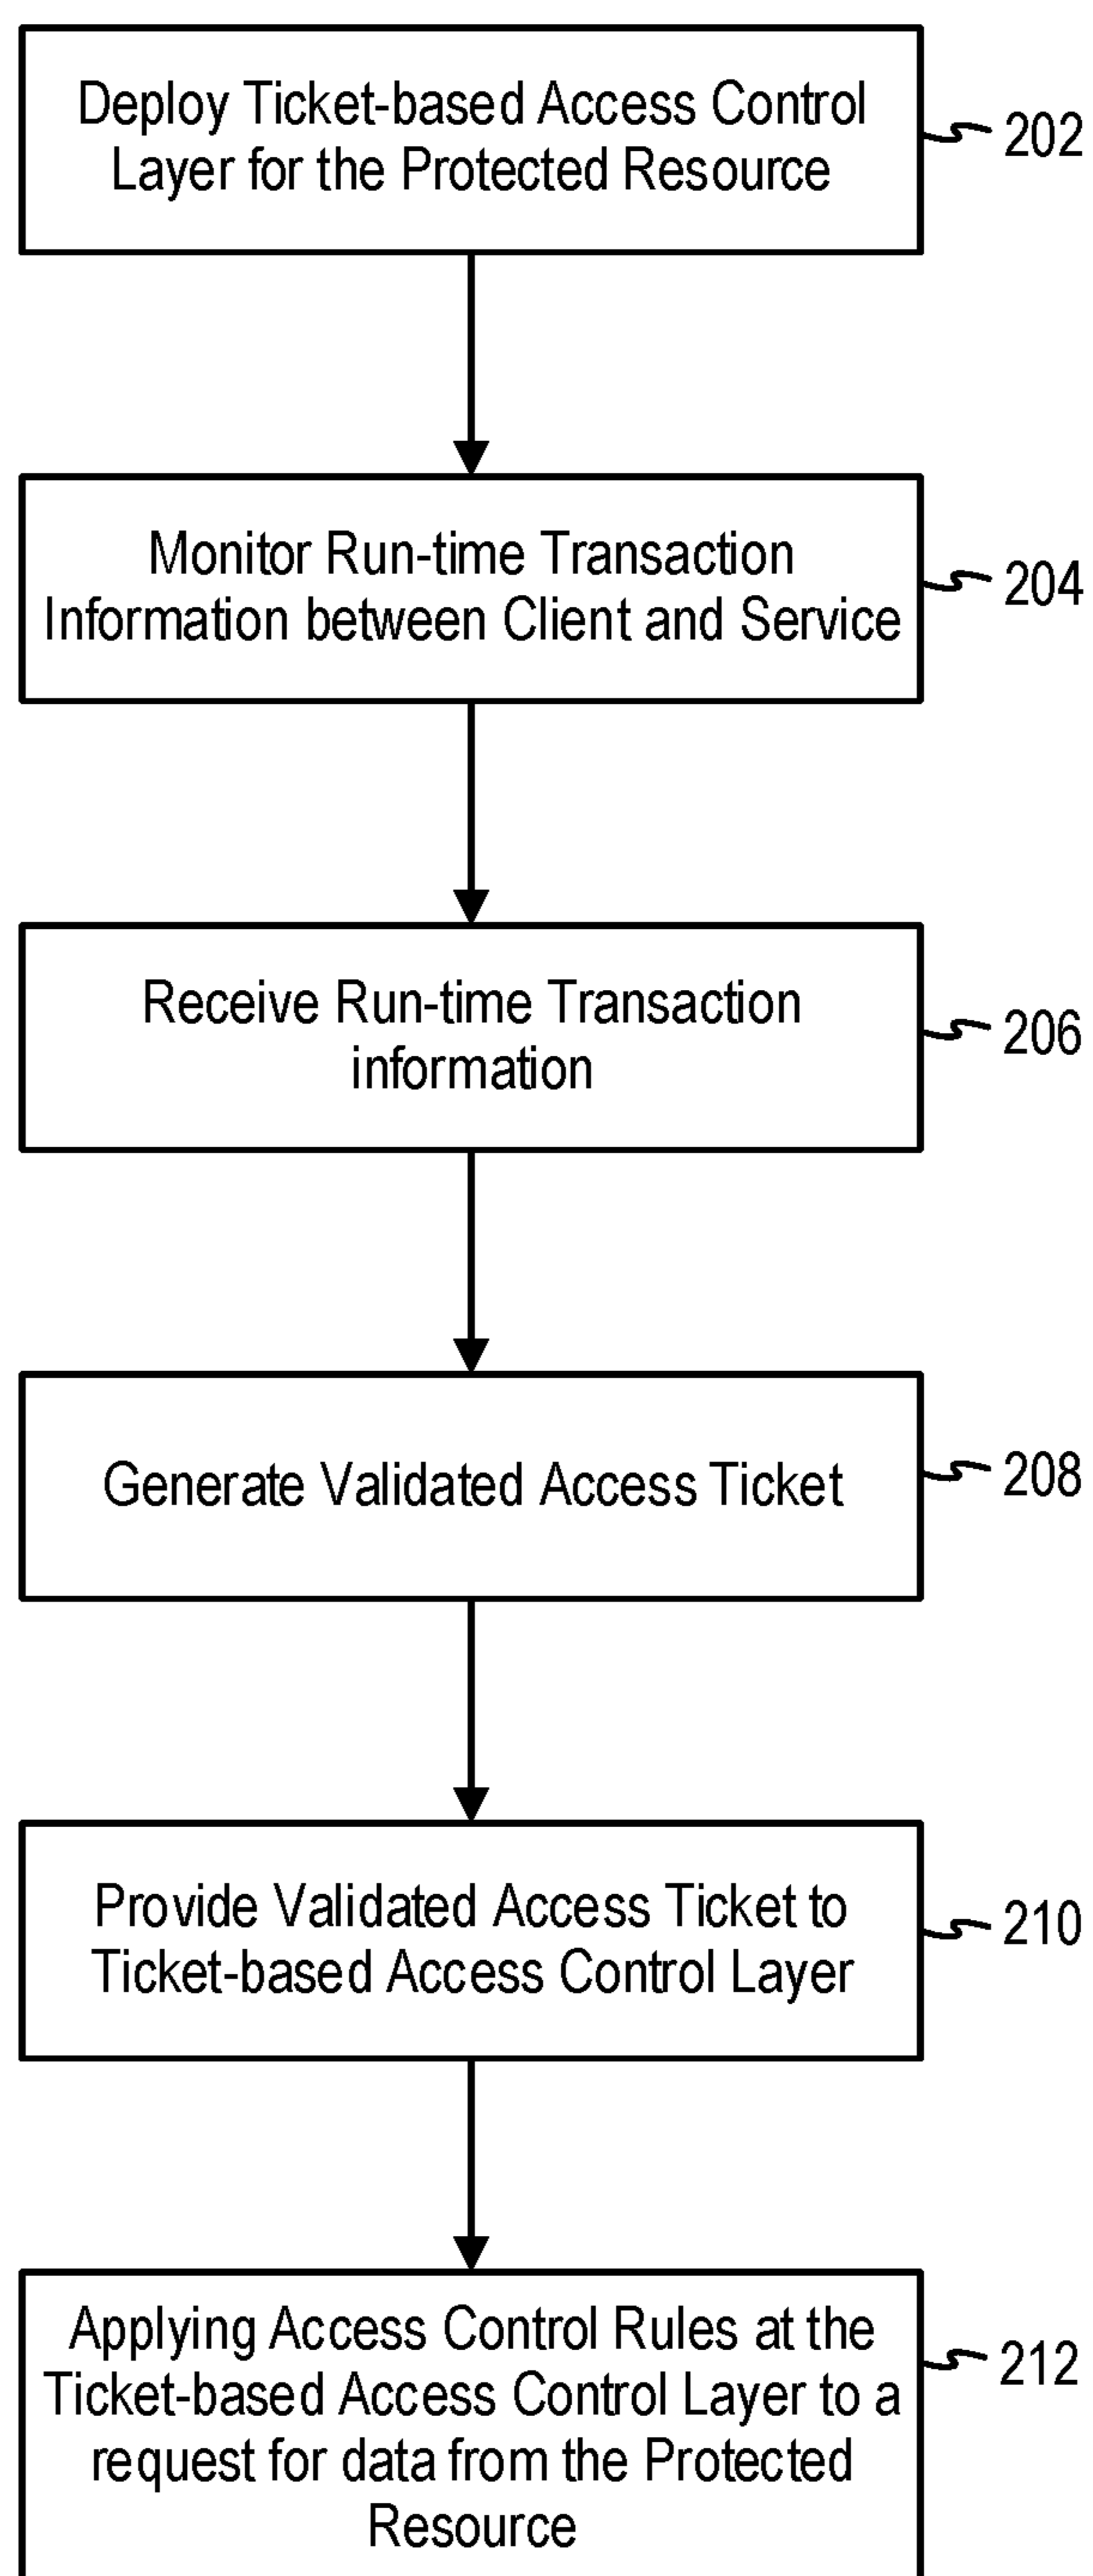 Deploy Ticket-based Access Control
Layer for the Protected Resource
202
Monitor Run-time Transaction
Information between Client and Service
204
Receive Run-time Transaction
information
206
Generate Validated Access Ticket
208
Provide Validated Access Ticket to
Ticket-based Access Control Layer
210
Applying Access Control Rules at the
Ticket-based Access Control Layer to a
request for data from the Protected
Resource
212